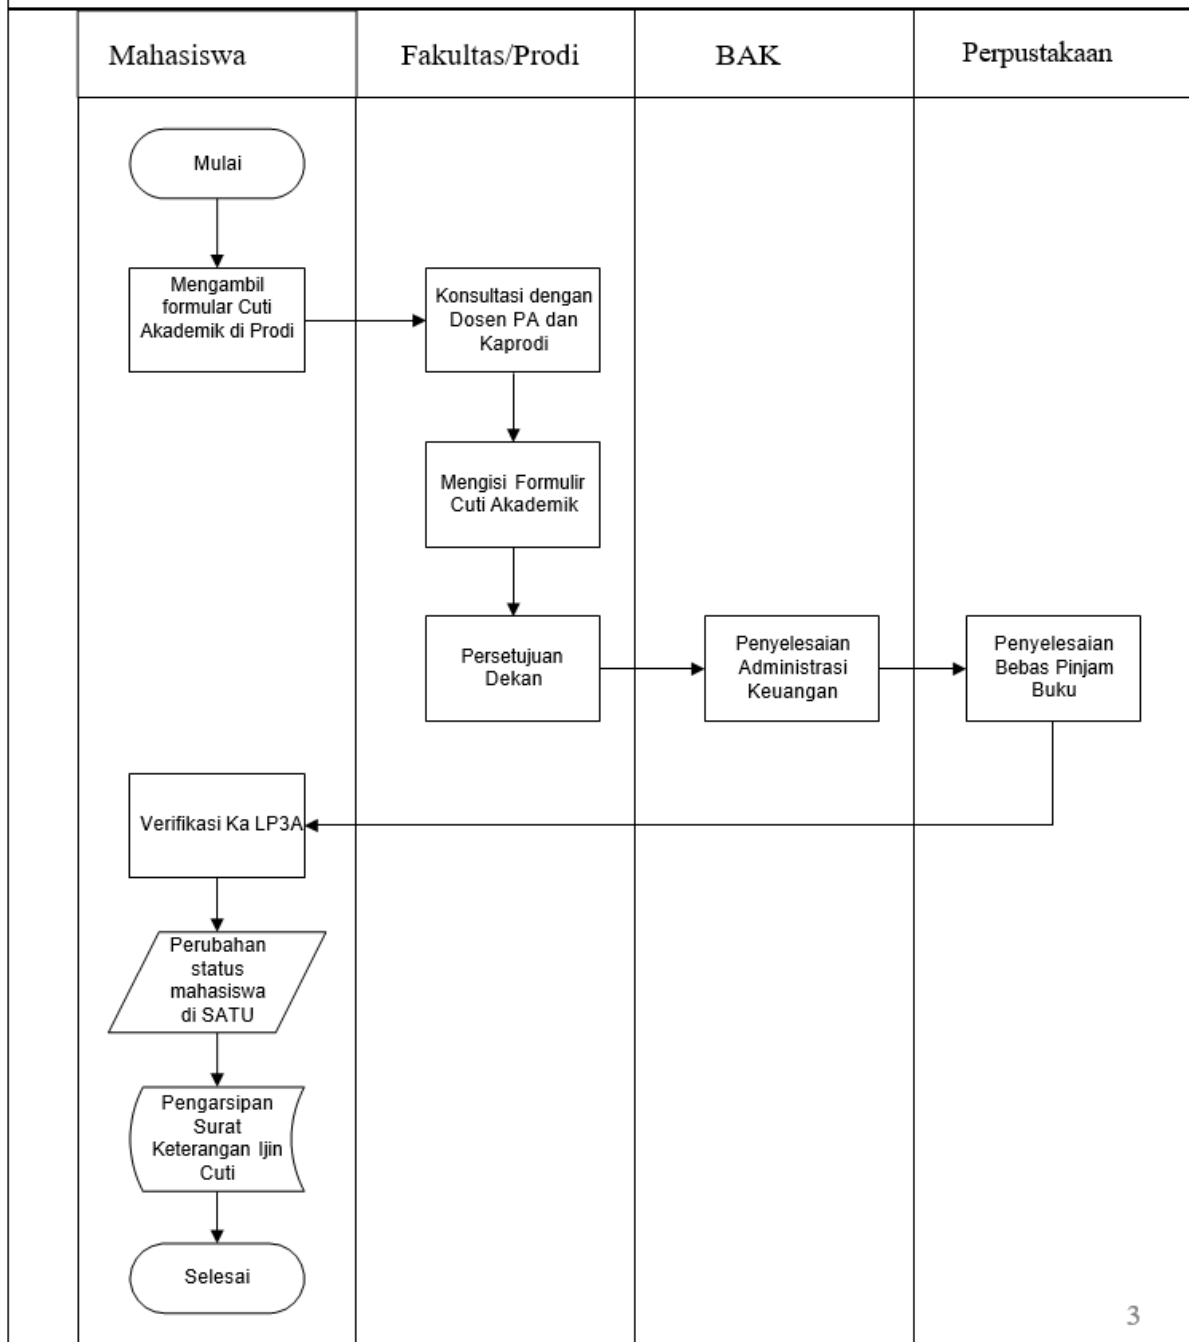 Mahasiswa
Fakultas/Prodi
BAK
Perpustakaan
Mulai
Mengambil
formular Cuti
Akademik di Prodi
Konsultasi dengan
Dosen PA dan
Kaprodi
Mengisi Formulir
Cuti Akademik
Persetujuan
Dekan
Penyelesaian
Administrasi
Keuangan
Penyelesaian
Bebas Pinjam
Buku
Verifikasi Ka LP3A
Perubahan
status
mahasiswa
di SATU
Pengarsipan
Surat
Keterangan Ijin
Cuti
Selesai
3